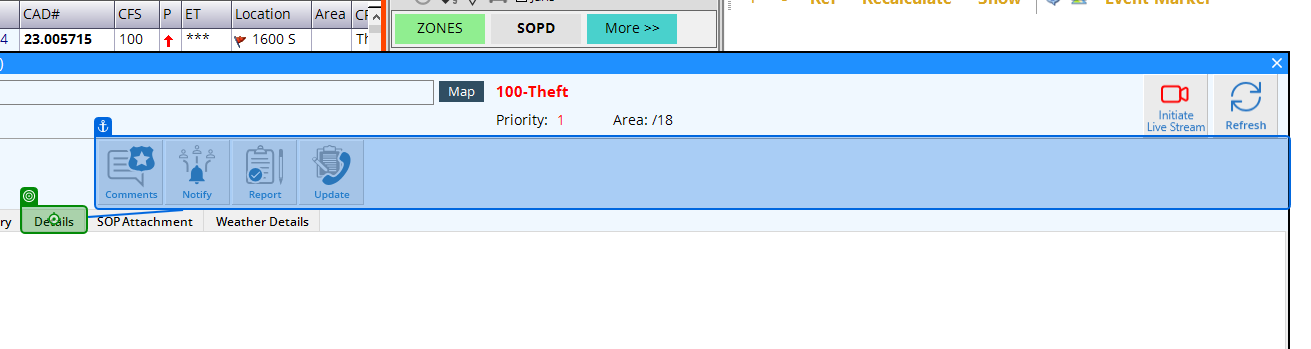 Ref Recalculate Show Event Marker
CAD# CFS P ET Location Area
4 23.005715 100 *** 1600 S
ZONES SOPD More >>
)
Map 100-Theft
Priority: 1 Area: /18
Initiate
Live Stream
Refresh
Comments Notify Report Update
ry Details SOP Attachment Weather Details